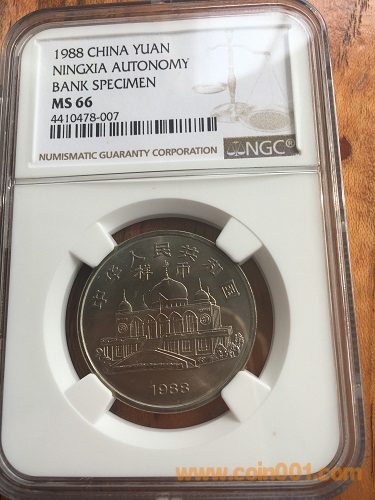 1988 CHINA YUAN
NINGXIA AUTONOMY
BANK SPECIMEN
MS 66
4410478-007
NUMISMATIC GUARANTY CORPORATION
NGC®
中华人民共和国
样币
1988
www.coin001.com